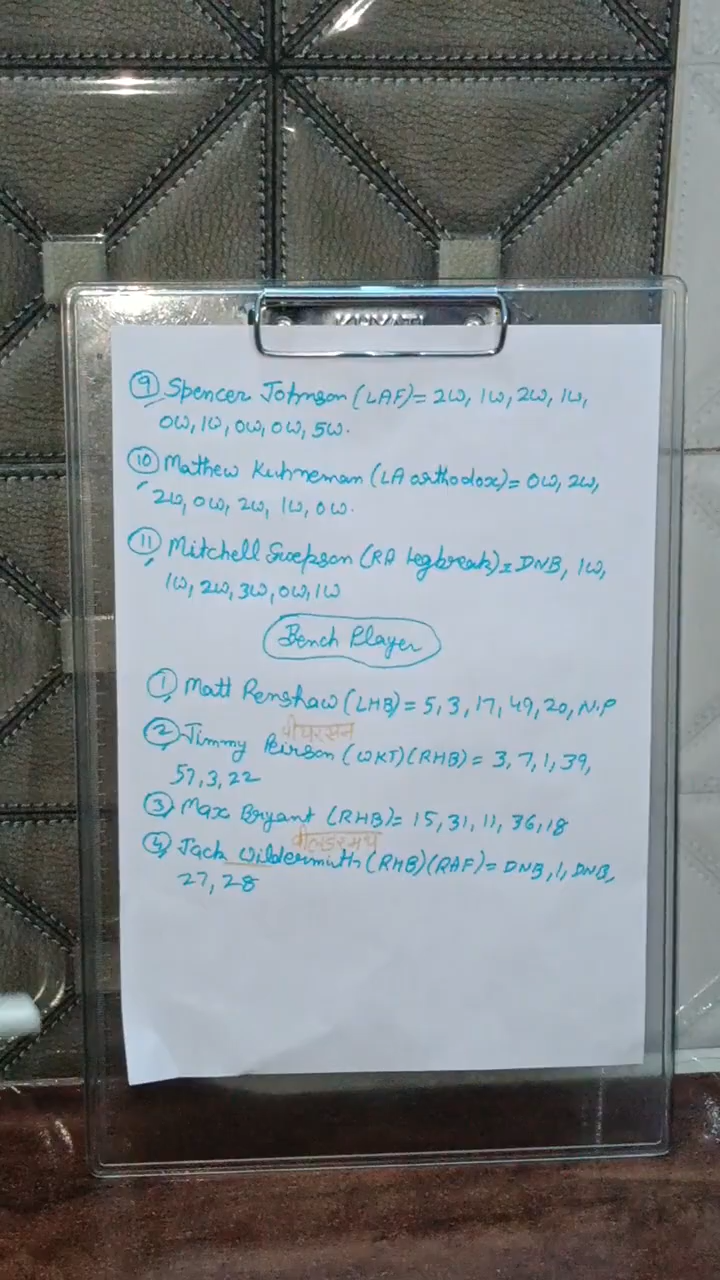 ⑨ Spencer Johnson (LAF) = 2W, 1W, 2W, 1W,
0W, 1W, 0W, 0W, 5W.
⑩ Mathew Kuhneman (LA orthodox) = 0W, 2W,
2W, 0W, 2W, 1W, 0W.
⑪ Mitchell Swepson (RA legbreak) = DNB, 1W,
1W, 2W, 3W, 0W, 1W
Bench Player
① Matt Renshaw (LHB) = 5, 3, 17, 49, 20, N.P
पीयरसन
② Jimmy Peirson (WKT) (RHB) = 3, 7, 1, 39,
57, 3, 22
③ Max Bryant (RHB) = 15, 31, 11, 36, 18
वीलडरमथ
④ Jack Wildermuth (RHB) (RAF) = DNB, 1, DNB,
27, 28